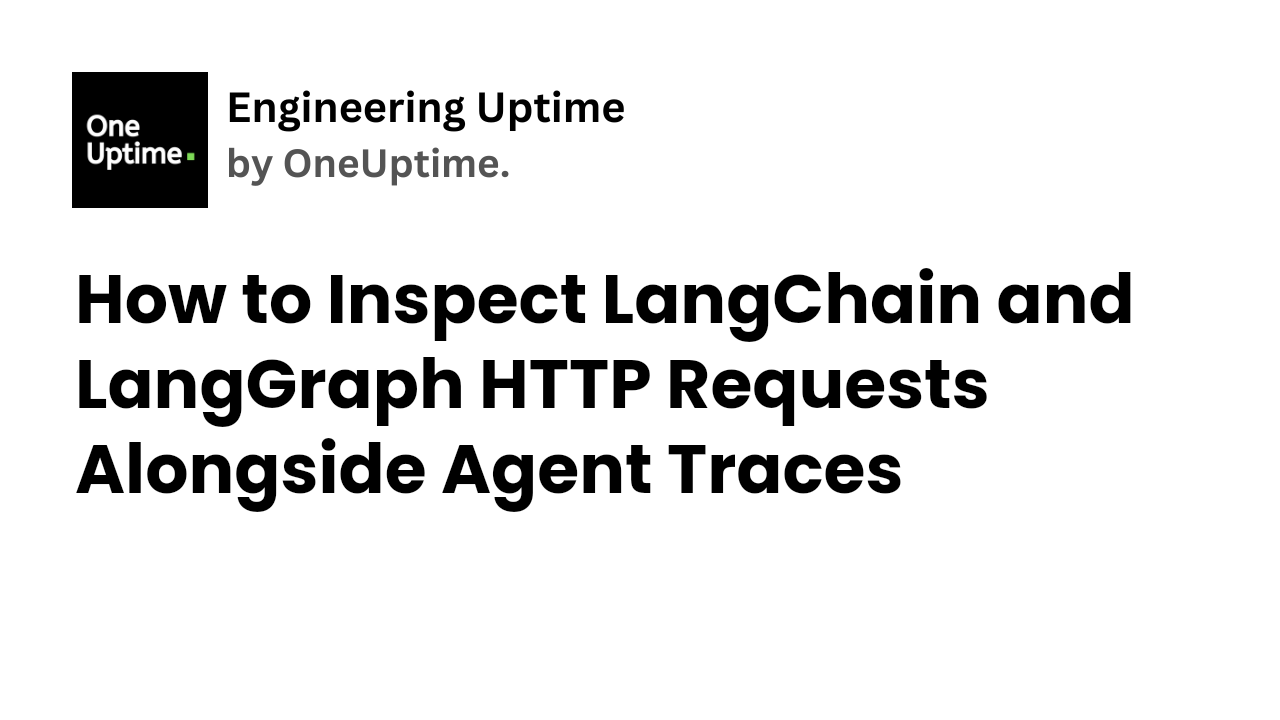 One
Uptime.
Engineering Uptime
by OneUptime.
How to Inspect LangChain and
LangGraph HTTP Requests
Alongside Agent Traces